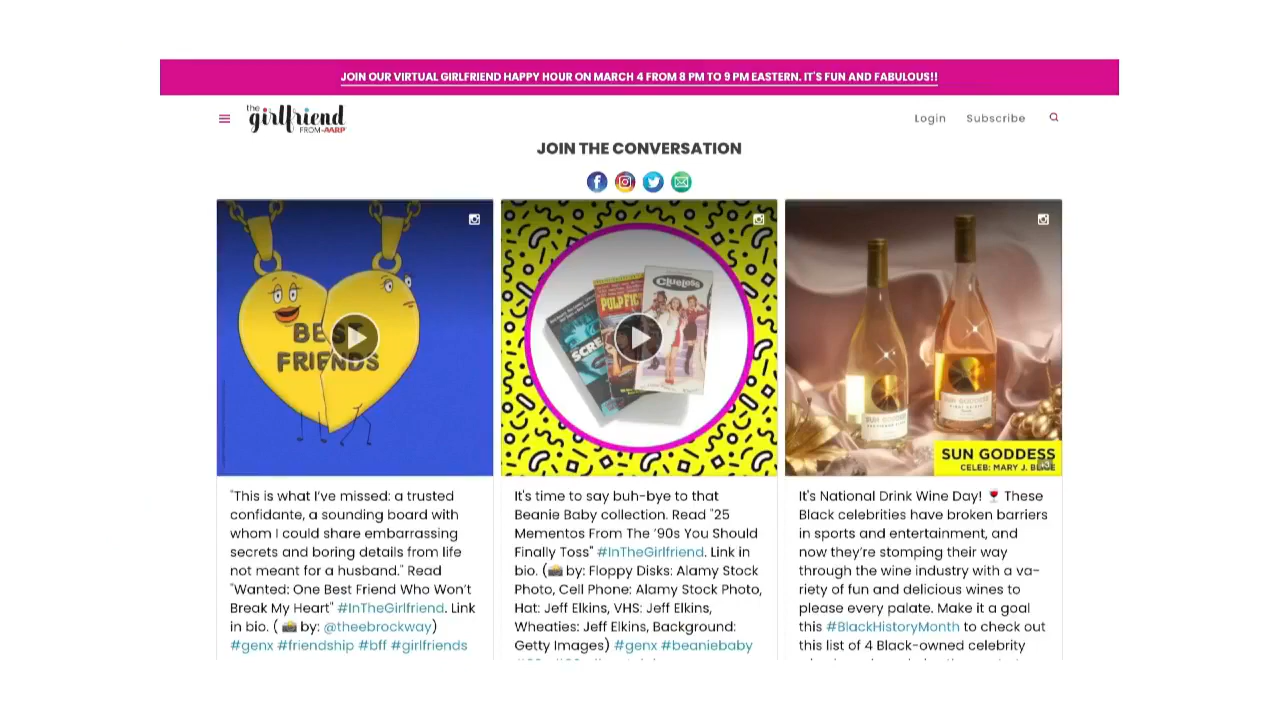 JOIN OUR VIRTUAL GIRLFRIEND HAPPY HOUR ON MARCH 4 FROM 8 PM TO 9 PM EASTERN. IT'S FUN AND FABULOUS!!
the girlfriend
FROM AARP
Login Subscribe
JOIN THE CONVERSATION
BEST
FRIENDS
SCRE
PULP FIC
CLUELESS
SUN GODDESS
SUN GODDESS
SUN GODDESS
CELEB: MARY J. BLIGE
"This is what I've missed: a trusted
confidante, a sounding board with
whom I could share embarrassing
secrets and boring details from life
not meant for a husband." Read
"Wanted: One Best Friend Who Won't
Break My Heart" #InTheGirlfriend. Link
in bio. ( 📸 by: @theebrockway)
#genx #friendship #bff #girlfriends
It's time to say buh-bye to that
Beanie Baby collection. Read "25
Mementos From The '90s You Should
Finally Toss" #InTheGirlfriend. Link in
bio. (📸 by: Floppy Disks: Alamy Stock
Photo, Cell Phone: Alamy Stock Photo,
Hat: Jeff Elkins, VHS: Jeff Elkins,
Wheaties: Jeff Elkins, Background:
Getty Images) #genx #beaniebaby
It's National Drink Wine Day! 🍷 These
Black celebrities have broken barriers
in sports and entertainment, and
now they're stomping their way
through the wine industry with a va-
riety of fun and delicious wines to
please every palate. Make it a goal
this #BlackHistoryMonth to check out
this list of 4 Black-owned celebrity